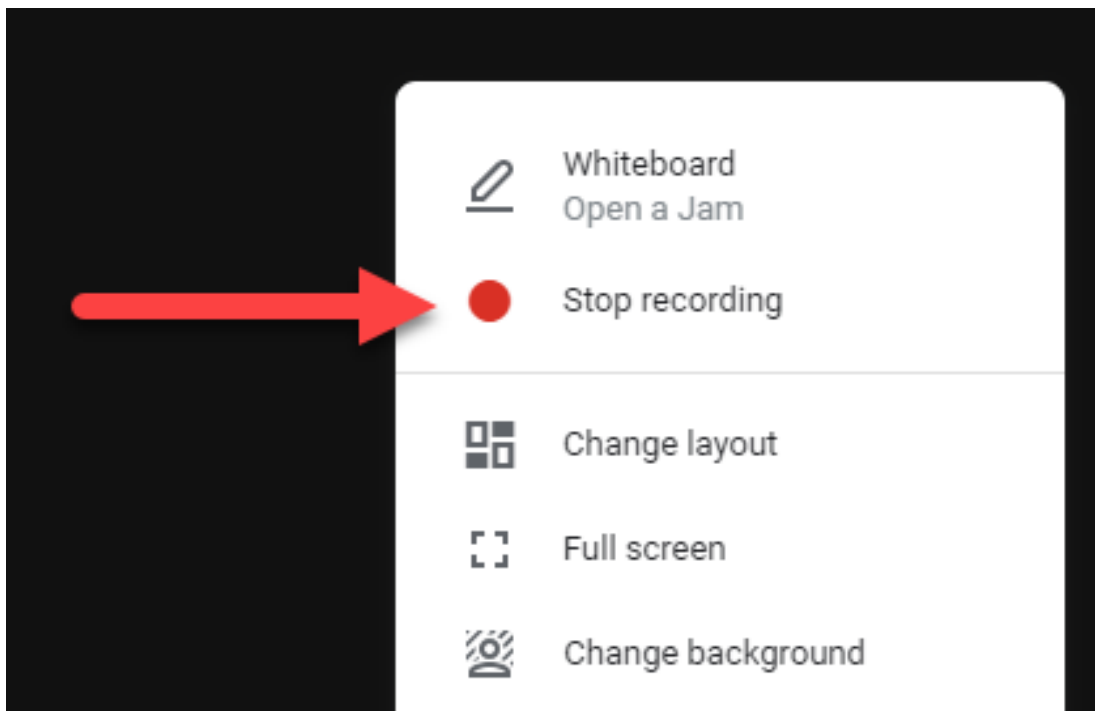 Whiteboard
Open a Jam
Stop recording
Change layout
Full screen
Change background